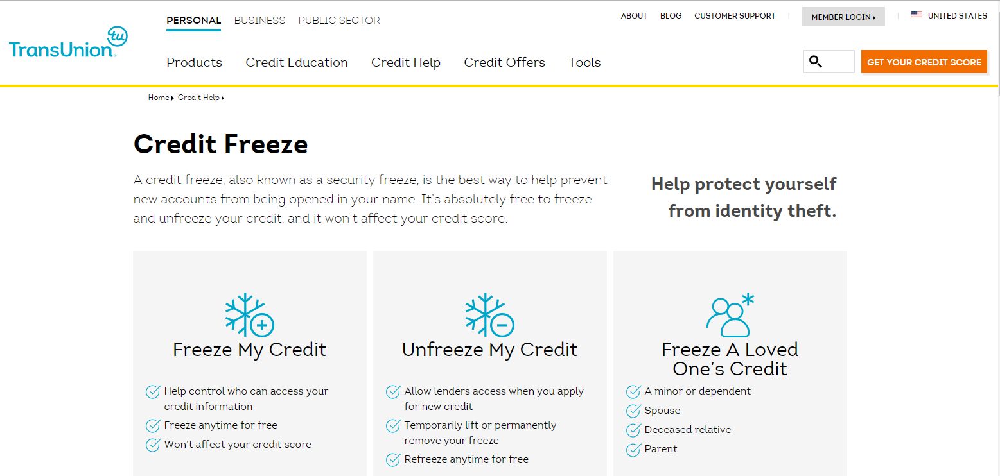 PERSONAL BUSINESS PUBLIC SECTOR
ABOUT BLOG CUSTOMER SUPPORT MEMBER LOGIN UNITED STATES
tu
TransUnion
Products Credit Education Credit Help Credit Offers Tools
GET YOUR CREDIT SCORE
Home Credit Help
Credit Freeze
A credit freeze, also known as a security freeze, is the best way to help prevent
new accounts from being opened in your name. It's absolutely free to freeze
and unfreeze your credit, and it won't affect your credit score.
Help protect yourself
from identity theft.
Freeze My Credit
Help control who can access your
credit information
Freeze anytime for free
Won't affect your credit score
Unfreeze My Credit
Allow lenders access when you apply
for new credit
Temporarily lift or permanently
remove your freeze
Refreeze anytime for free
Freeze A Loved
One's Credit
A minor or dependent
Spouse
Deceased relative
Parent